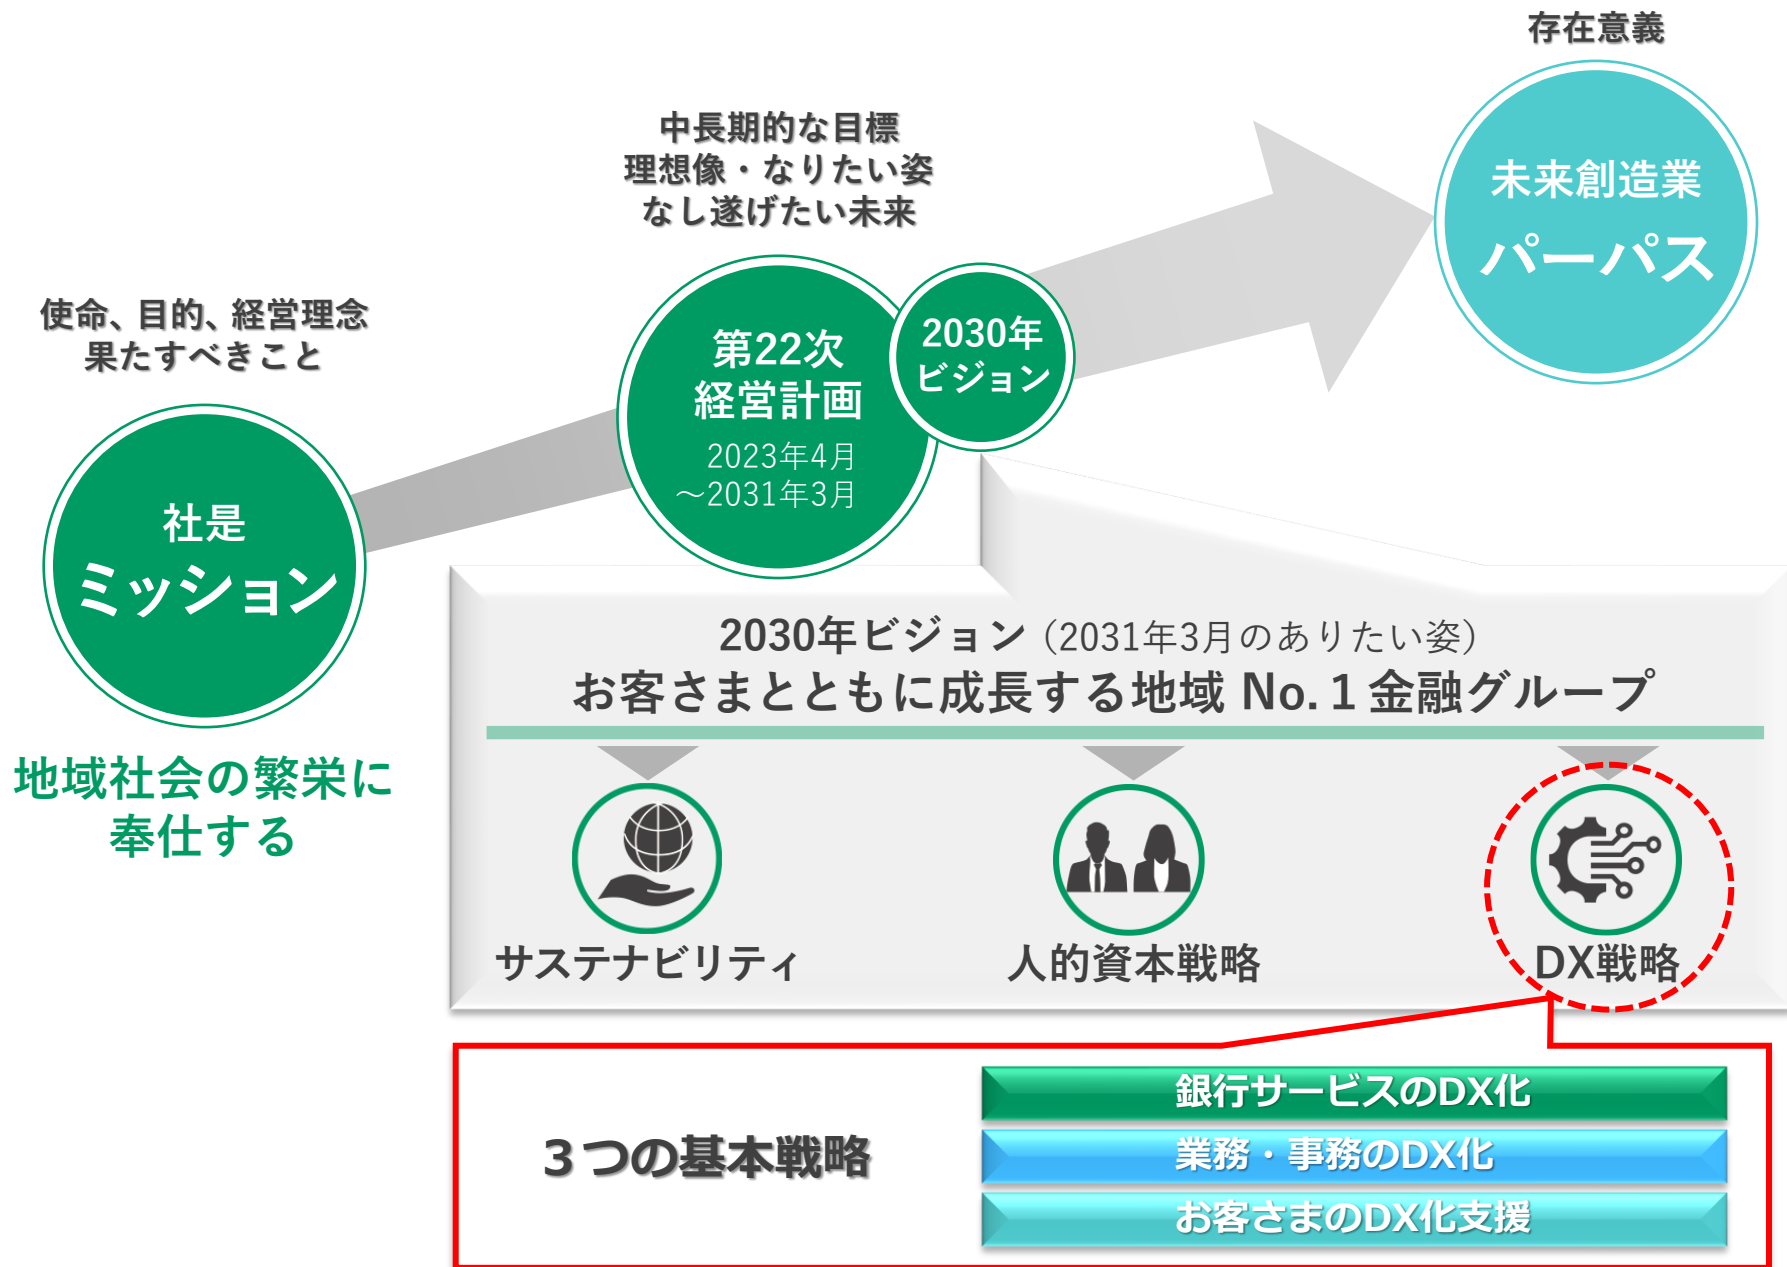 存在意義
未来創造業
パーパス
中長期的な目標
理想像・なりたい姿
なし遂げたい未来
第22次
経営計画
2023年4月
～2031年3月
2030年
ビジョン
使命、目的、経営理念
果たすべきこと
社是
ミッション
地域社会の繁栄に
奉仕する
2030年ビジョン（2031年3月のありたい姿）
お客さまとともに成長する地域 No.１金融グループ
サステナビリティ
人的資本戦略
DX戦略
３つの基本戦略
銀行サービスのDX化
業務・事務のDX化
お客さまのDX化支援